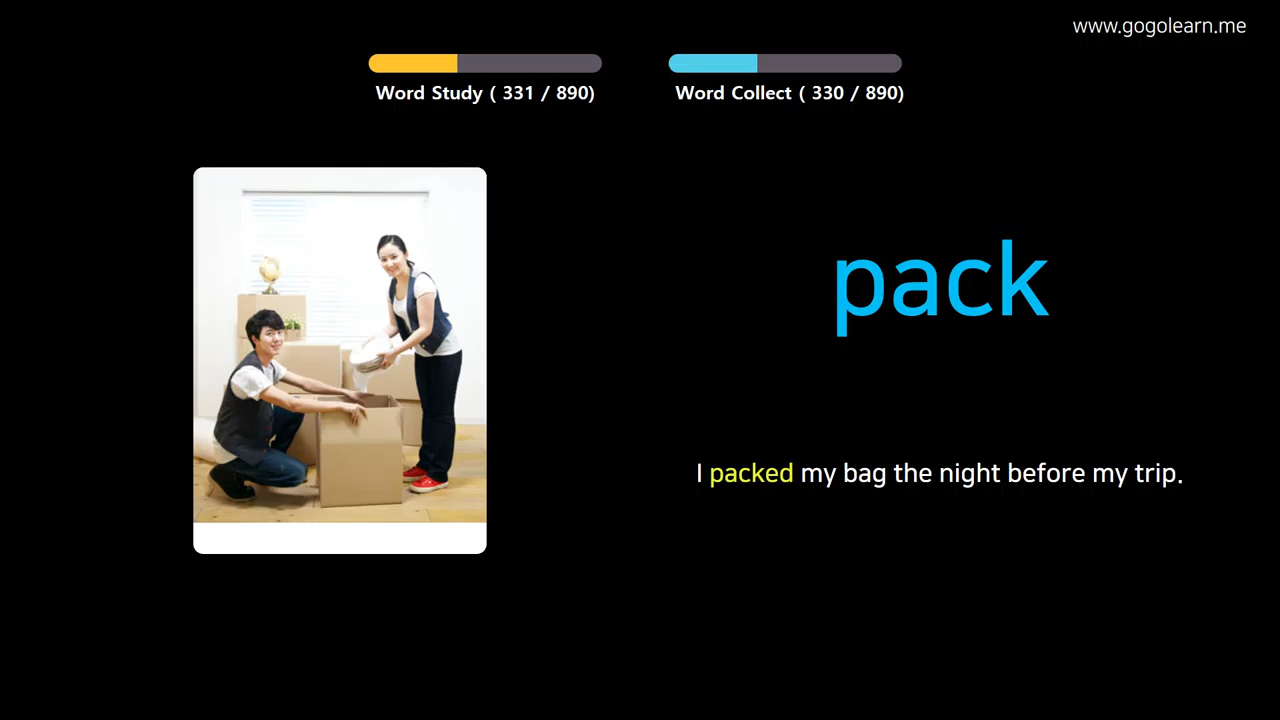 www.gogolearn.me
Word Study ( 331 / 890)
Word Collect ( 330 / 890)
pack
I packed my bag the night before my trip.